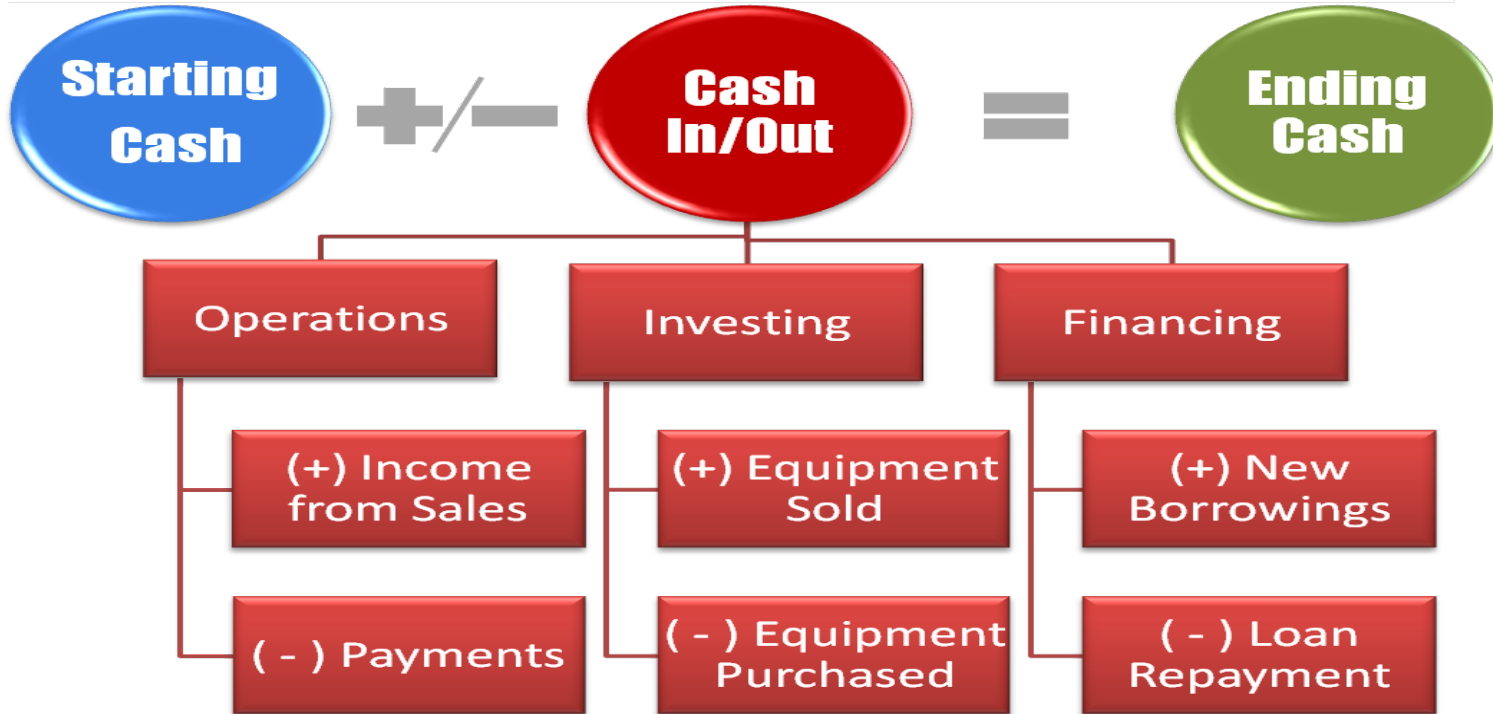 Starting
Cash
+/−
Cash
In/Out
=
Ending
Cash
Operations
Investing
Financing
(+) Income
from Sales
(+) Equipment
Sold
(+) New
Borrowings
( - ) Payments
( - ) Equipment
Purchased
( - ) Loan
Repayment